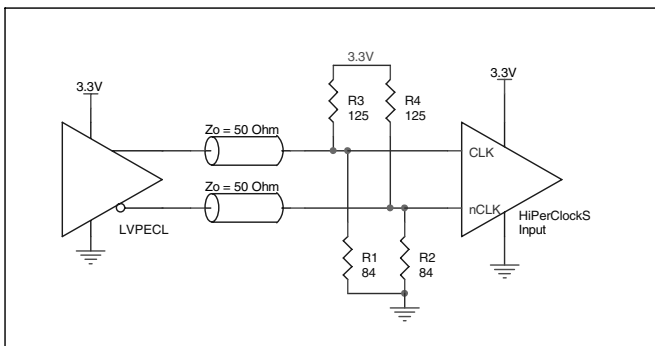 3.3V
3.3V
3.3V
R3
125
R4
125
Zo = 50 Ohm
CLK
Zo = 50 Ohm
nCLK
HiPerClockS
Input
LVPECL
R1
84
R2
84